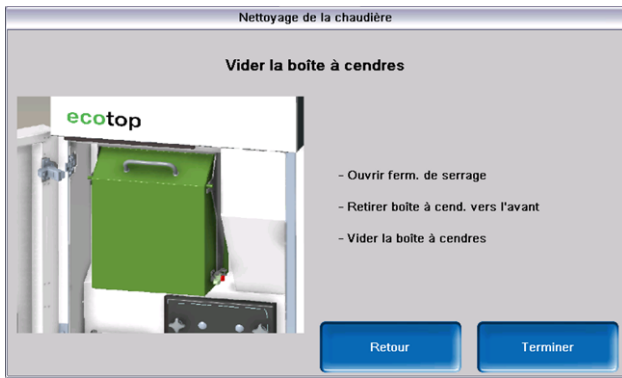 Nettoyage de la chaudière
Vider la boîte à cendres
ecotop
- Ouvrir ferm. de serrage
- Retirer boîte à cend. vers l'avant
- Vider la boîte à cendres
Retour
Terminer